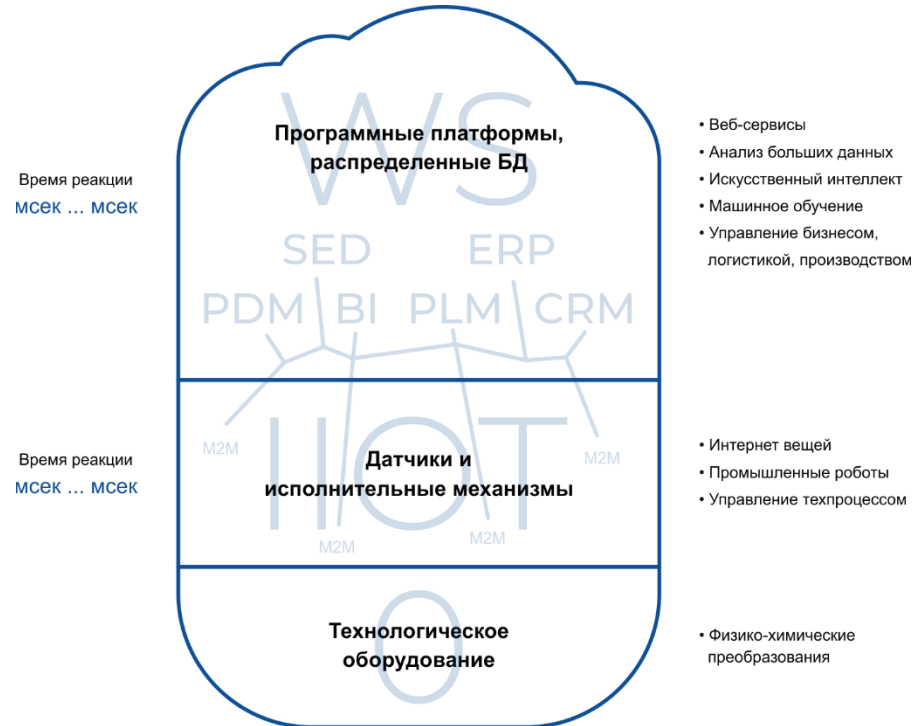 WS
Программные платформы,
распределенные БД
Время реакции
мсек ... мсек
• Веб-сервисы
• Анализ больших данных
• Искусственный интеллект
• Машинное обучение
• Управление бизнесом,
логистикой, производством
SED ERP
PDM BI PLM CRM
M2M M2M
IIOT
Датчики и
исполнительные механизмы
Время реакции
мсек ... мсек
• Интернет вещей
• Промышленные роботы
• Управление техпроцессом
M2M M2M
O
Технологическое
оборудование
• Физико-химические
преобразования